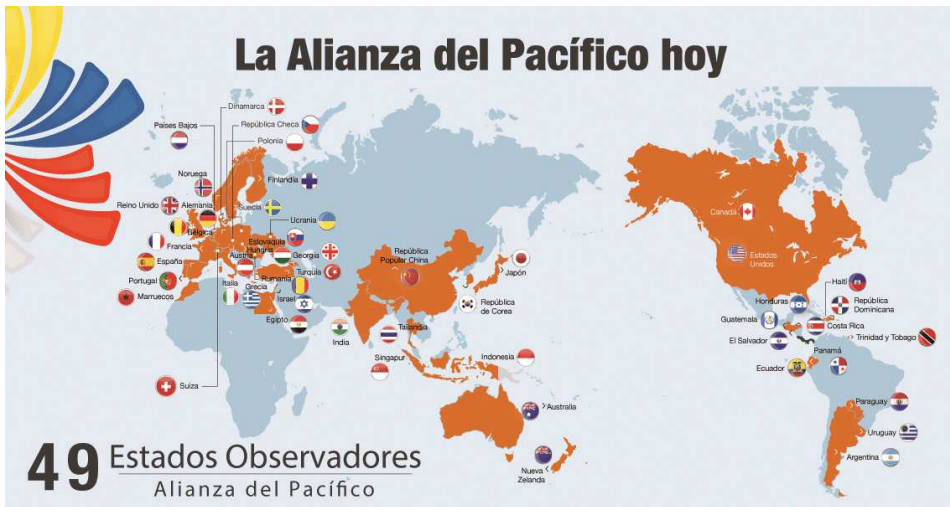 La Alianza del Pacífico hoy
Dinamarca
Países Bajos
República Checa
Polonia
Noruega
Finlandia
Reino Unido
Alemania
Suecia
Bélgica
Ucrania
Francia
Eslovaquia
Hungría
Georgia
España
Austria
Turquía
Portugal
Italia
Grecia
Rumania
Marruecos
Israel
Egipto
Suiza
República
Popular China
Japón
República
de Corea
India
Tailandia
Singapur
Indonesia
Australia
Nueva
Zelanda
Canadá
Estados
Unidos
Haití
Honduras
República
Dominicana
Guatemala
Costa Rica
El Salvador
Trinidad y Tobago
Panamá
Ecuador
Paraguay
Uruguay
Argentina
49 Estados Observadores
Alianza del Pacífico